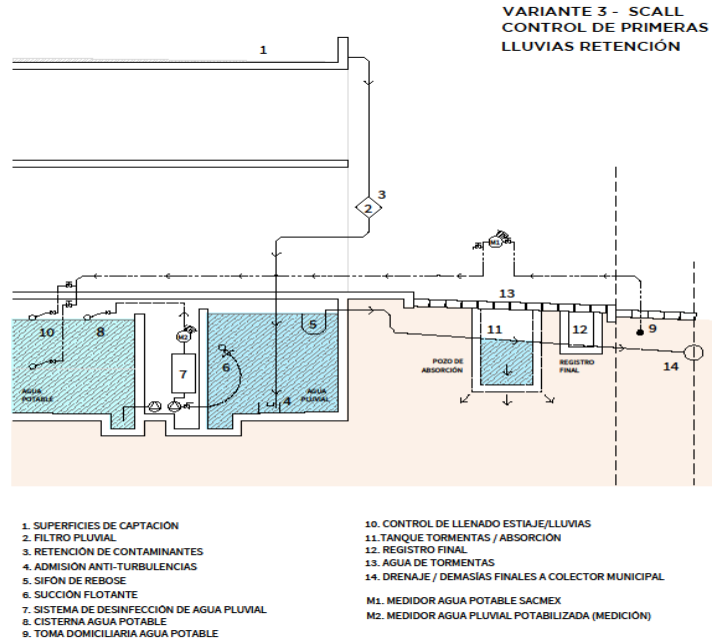 VARIANTE 3 - SCALL
CONTROL DE PRIMERAS
LLUVIAS RETENCIÓN
1
3
2
M1
13
10
8
M2
5
11
12
9
6
7
POZO DE
ABSORCIÓN
REGISTRO
FINAL
14
AGUA
POTABLE
AGUA
PLUVIAL
4
1. SUPERFICIES DE CAPTACIÓN
2. FILTRO PLUVIAL
3. RETENCIÓN DE CONTAMINANTES
4. ADMISIÓN ANTI-TURBULENCIAS
5. SIFÓN DE REBOSE
6. SUCCIÓN FLOTANTE
7. SISTEMA DE DESINFECCIÓN DE AGUA PLUVIAL
8. CISTERNA AGUA POTABLE
9. TOMA DOMICILIARIA AGUA POTABLE
10. CONTROL DE LLENADO ESTIAJE/LLUVIAS
11.TANQUE TORMENTAS / ABSORCIÓN
12. REGISTRO FINAL
13. AGUA DE TORMENTAS
14. DRENAJE / DEMASÍAS FINALES A COLECTOR MUNICIPAL
M1. MEDIDOR AGUA POTABLE SACMEX
M2. MEDIDOR AGUA PLUVIAL POTABILIZADA (MEDICIÓN)